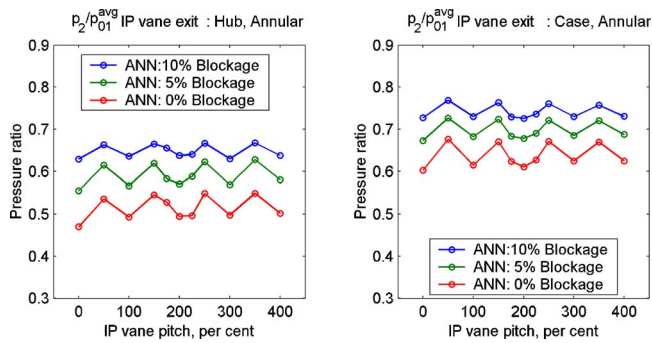 p2/p01avg IP vane exit : Hub, Annular
0.9
0.8
0.7
0.6
0.5
0.4
0.3
Pressure ratio
ANN:10% Blockage
ANN: 5% Blockage
ANN: 0% Blockage
0 100 200 300 400
IP vane pitch, per cent
p2/p01avg IP vane exit : Case, Annular
0.9
0.8
0.7
0.6
0.5
0.4
0.3
Pressure ratio
ANN:10% Blockage
ANN: 5% Blockage
ANN: 0% Blockage
0 100 200 300 400
IP vane pitch, per cent